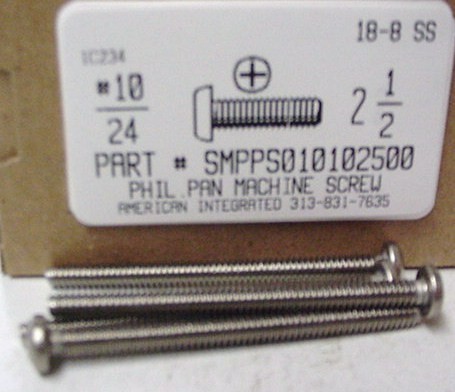 18-8 SS
1C234
#10
24
2 1/2
PART # SMPPS010102500
PHIL PAN MACHINE SCREW
AMERICAN INTEGRATED 313-831-7635